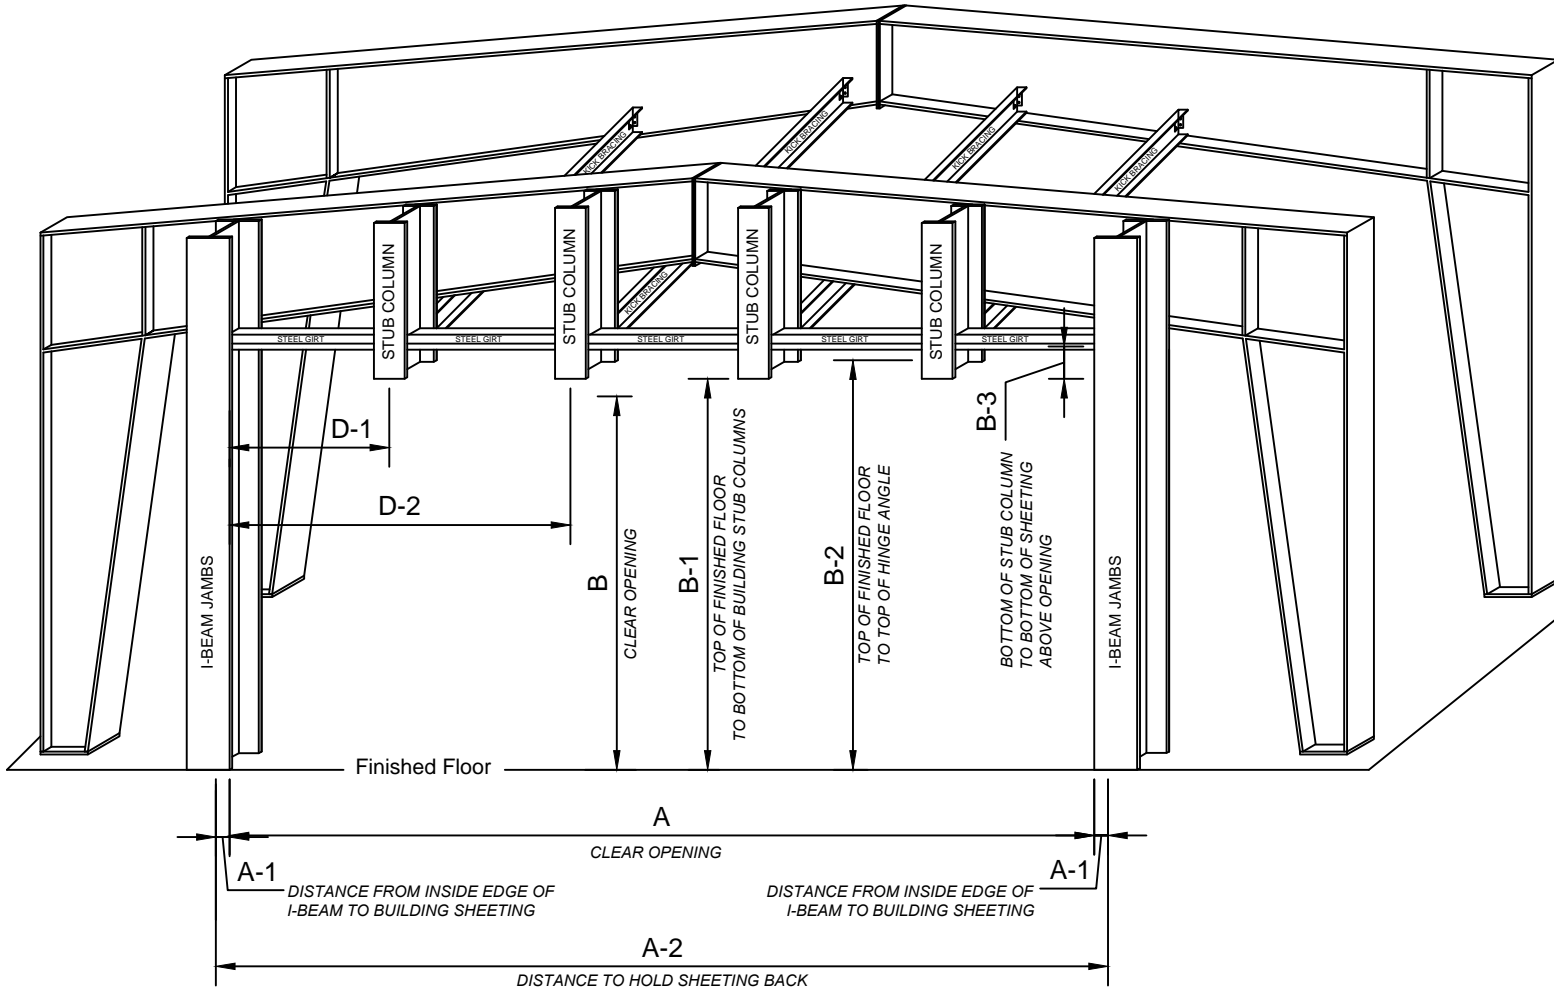 KICK BRACING
KICK BRACING
KICK BRACING
KICK BRACING
KICK BRACING
STUB COLUMN
STUB COLUMN
STUB COLUMN
STUB COLUMN
STEEL GIRT
STEEL GIRT
STEEL GIRT
STEEL GIRT
STEEL GIRT
D-1
D-2
B
CLEAR OPENING
B-1
TOP OF FINISHED FLOOR
TO BOTTOM OF BUILDING STUB COLUMNS
B-2
TOP OF FINISHED FLOOR
TO TOP OF HINGE ANGLE
B-3
BOTTOM OF STUB COLUMN
TO BOTTOM OF SHEETING
ABOVE OPENING
I-BEAM JAMBS
I-BEAM JAMBS
Finished Floor
A
CLEAR OPENING
A-1
DISTANCE FROM INSIDE EDGE OF
I-BEAM TO BUILDING SHEETING
A-1
DISTANCE FROM INSIDE EDGE OF
I-BEAM TO BUILDING SHEETING
A-2
DISTANCE TO HOLD SHEETING BACK